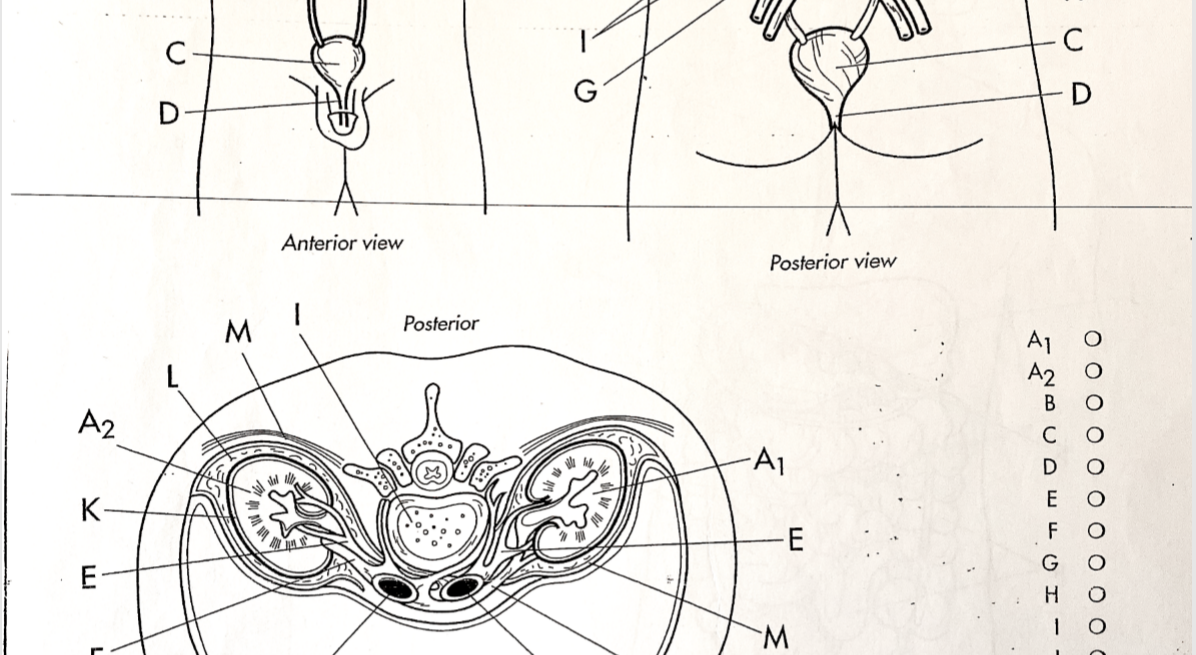 I
C
C
G
D
D
Anterior view
Posterior view
I
M
Posterior
A1
L
A2
A2
B
C
A1
D
K
E
E
F
E
G
H
M
I